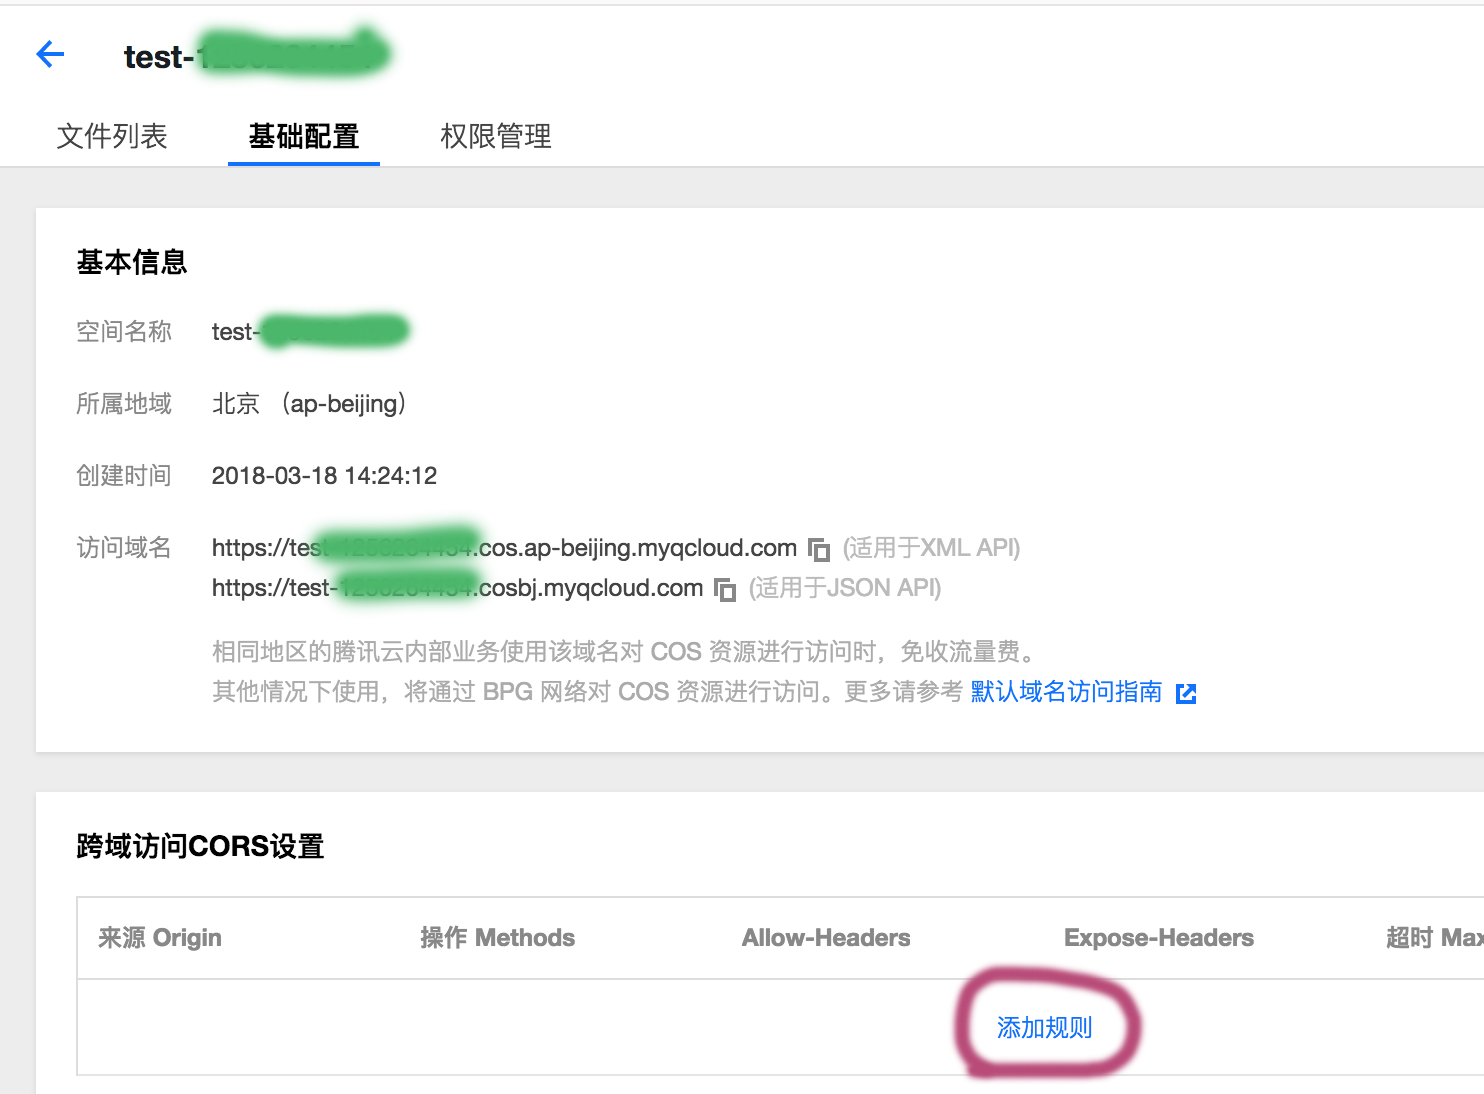 test-
文件列表 基础配置 权限管理
基本信息
空间名称 test-
所属地域 北京 （ap-beijing）
创建时间 2018-03-18 14:24:12
访问域名 https://test .cos.ap-beijing.myqcloud.com (适用于XML API)
https://test- .cosbj.myqcloud.com (适用于JSON API)
相同地区的腾讯云内部业务使用该域名对 COS 资源进行访问时，免收流量费。
其他情况下使用，将通过 BPG 网络对 COS 资源进行访问。更多请参考 默认域名访问指南
跨域访问CORS设置
来源 Origin 操作 Methods Allow-Headers Expose-Headers 超时 Max
添加规则